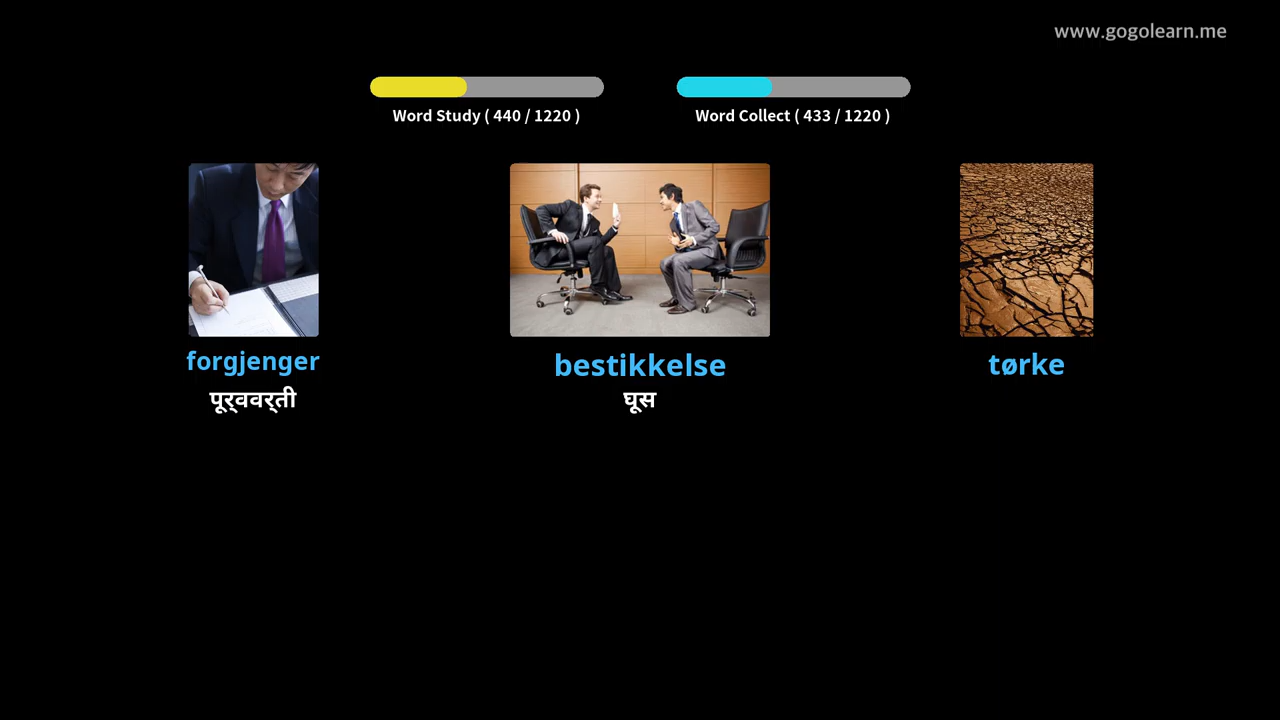 www.gogolearn.me
Word Study ( 440 / 1220 )
Word Collect ( 433 / 1220 )
forgjenger
bestikkelse
tørke
पूर्ववर्ती
घूस